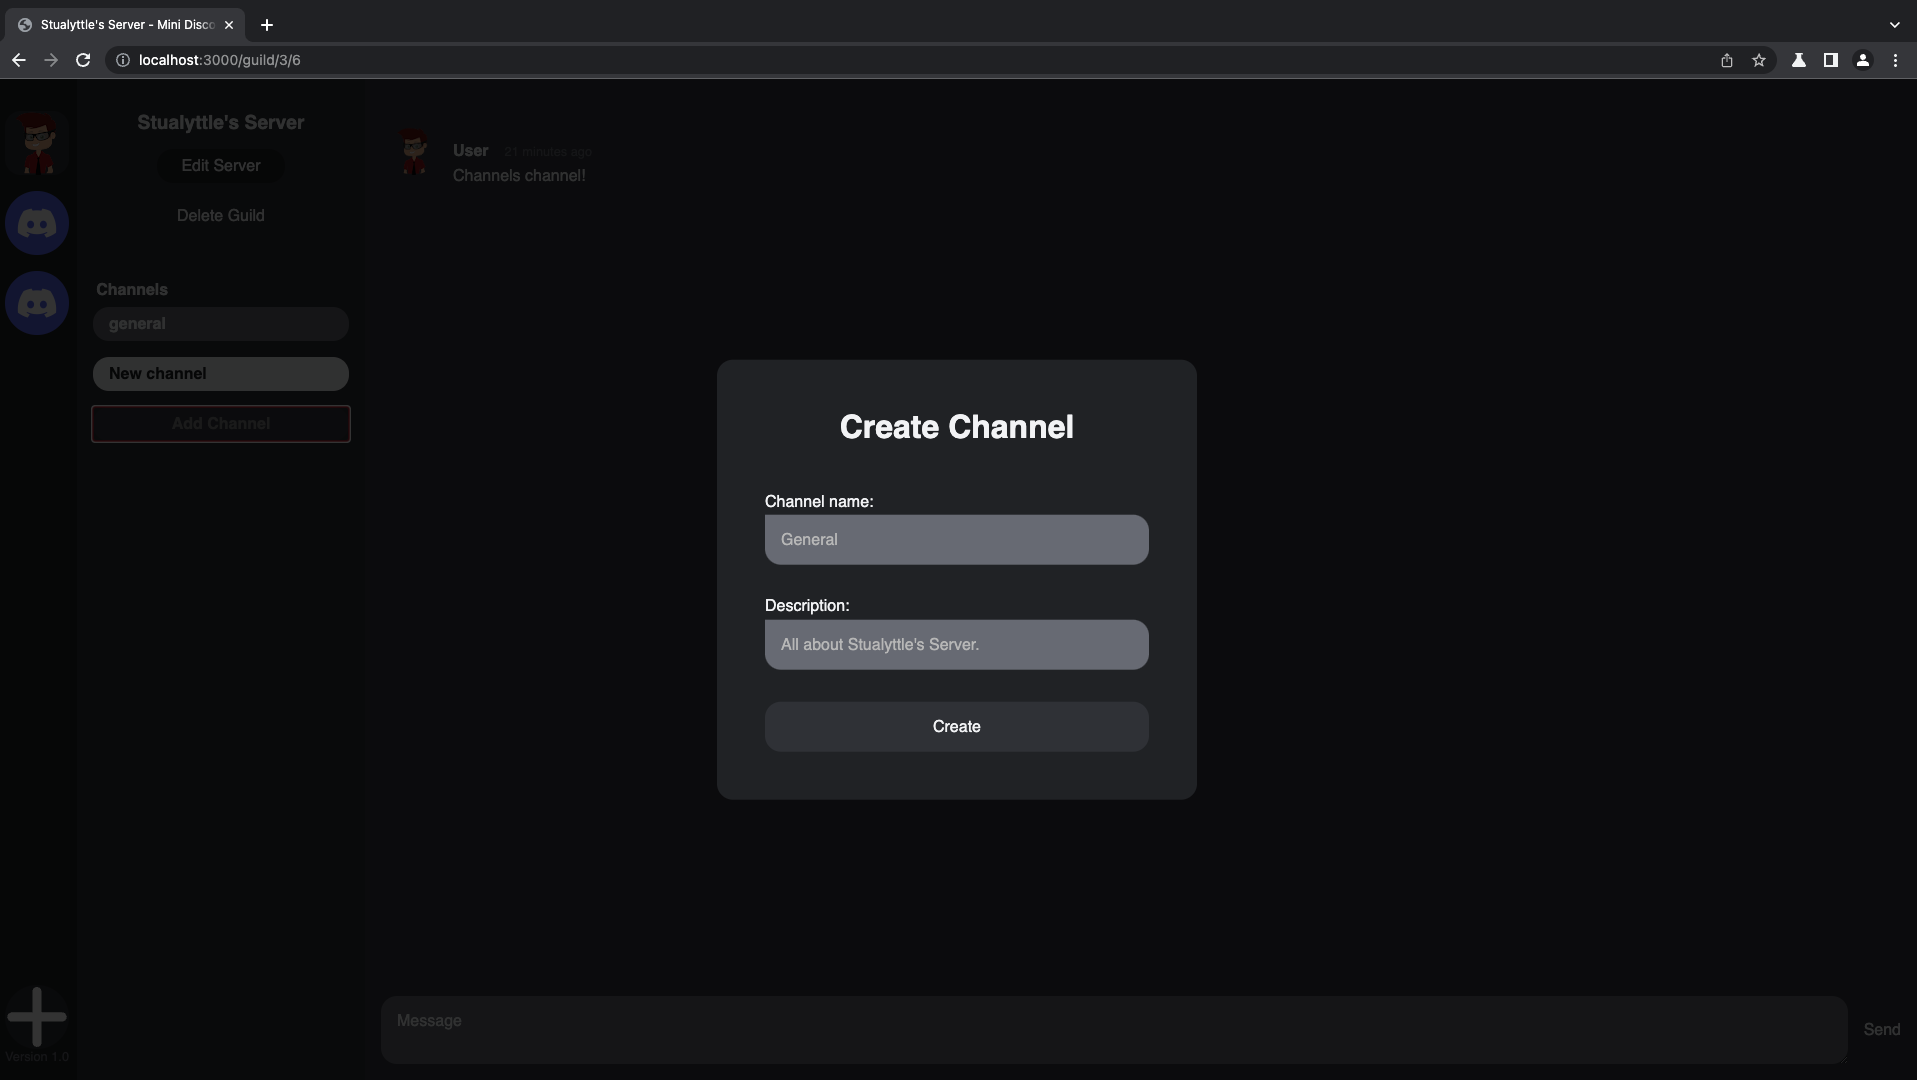 Stualyttle's Server - Mini Disco
localhost:3000/guild/3/6
Stualyttle's Server
Edit Server
Delete Guild
Channels
general
New channel
Add Channel
User 21 minutes ago
Channels channel!
Create Channel
Channel name:
General
Description:
All about Stualyttle's Server.
Create
Message
Send
Version 1.0